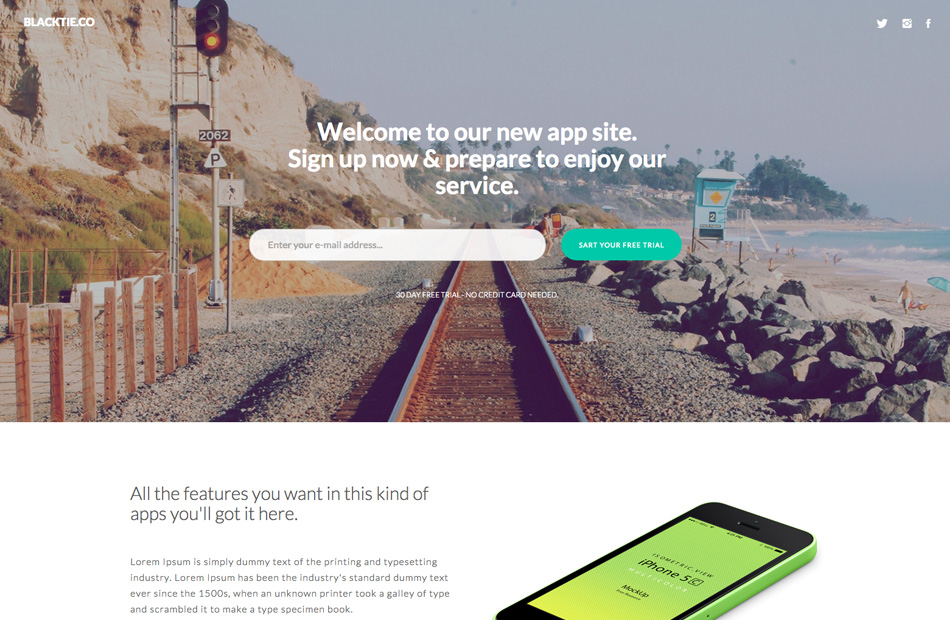 BLACKTIE.CO
2062
P
Welcome to our new app site.
Sign up now & prepare to enjoy our
service.
2
Enter your e-mail address...
SART YOUR FREE TRIAL
30 DAY FREE TRIAL - NO CREDIT CARD NEEDED.
All the features you want in this kind of
apps you'll got it here.
Lorem Ipsum is simply dummy text of the printing and typesetting
industry. Lorem Ipsum has been the industry's standard dummy text
ever since the 1500s, when an unknown printer took a galley of type
and scrambled it to make a type specimen book.
ISOMETRIC VIEW
iPhone 5C
MULTICOLOR
MockUp